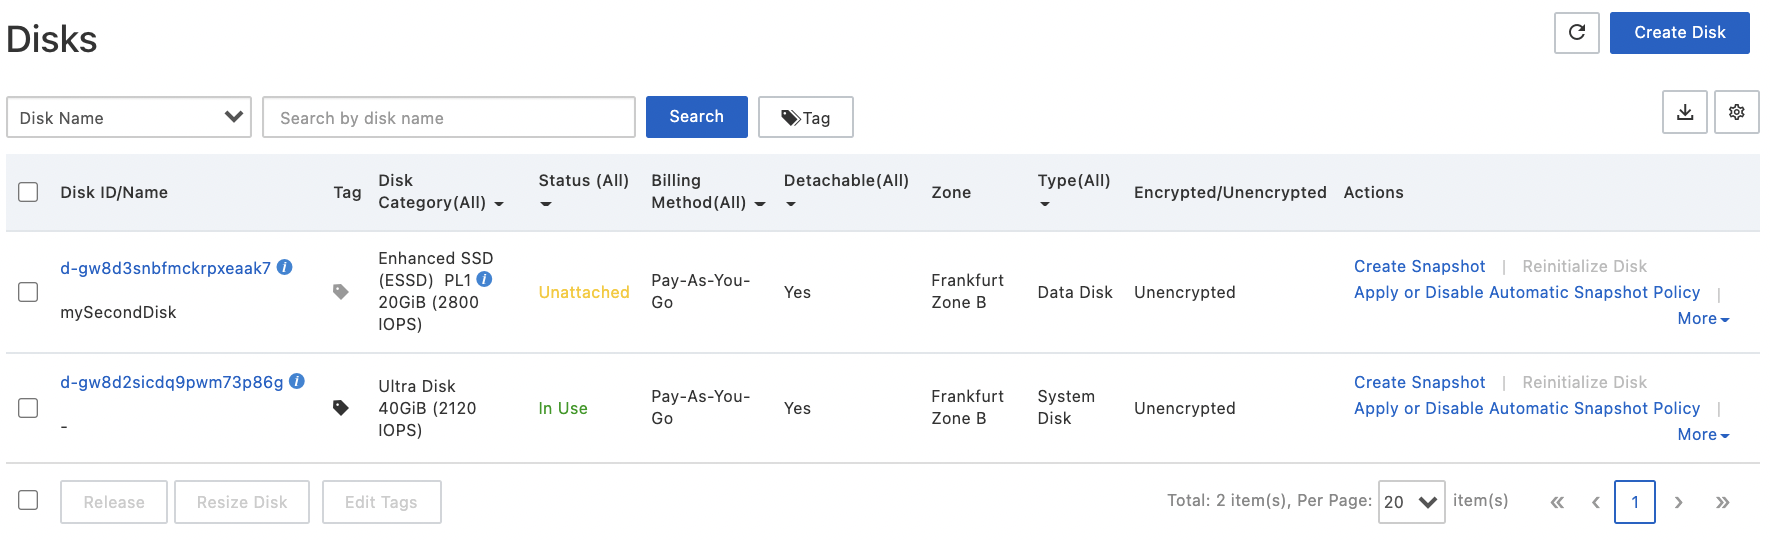 Disks
Create Disk
Disk Name
Search by disk name
Search
Tag
Disk ID/Name
Tag
Disk
Category(All)
Status (All)
Billing
Method(All)
Detachable(All)
Zone
Type(All)
Encrypted/Unencrypted
Actions
d-gw8d3snbfmckrpxeaak7
mySecondDisk
Enhanced SSD
(ESSD) PL1
20GiB (2800
IOPS)
Unattached
Pay-As-You-
Go
Yes
Frankfurt
Zone B
Data Disk
Unencrypted
Create Snapshot | Reinitialize Disk
Apply or Disable Automatic Snapshot Policy |
More
d-gw8d2sicdq9pwm73p86g
-
Ultra Disk
40GiB (2120
IOPS)
In Use
Pay-As-You-
Go
Yes
Frankfurt
Zone B
System
Disk
Unencrypted
Create Snapshot | Reinitialize Disk
Apply or Disable Automatic Snapshot Policy |
More
Release
Resize Disk
Edit Tags
Total: 2 item(s), Per Page: 20 item(s)
« ‹ 1 › »